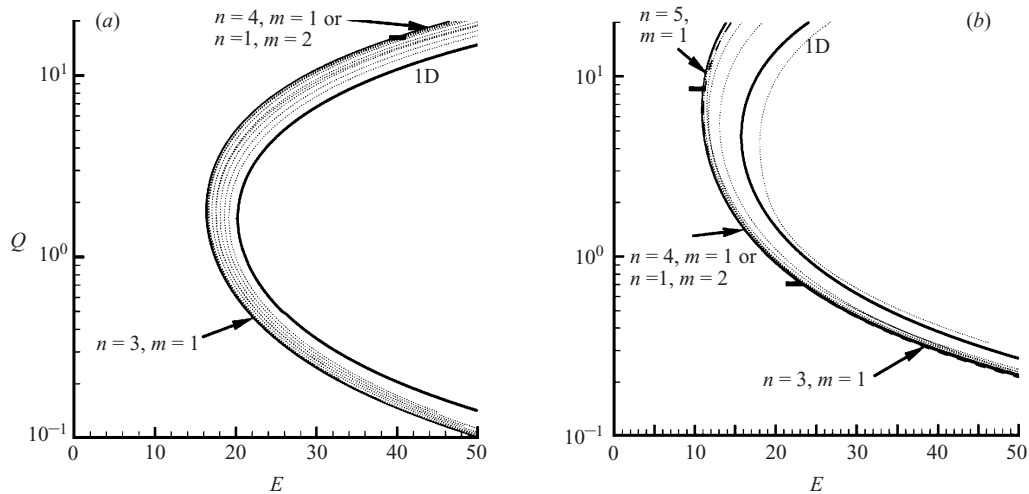 (a)
n = 4, m = 1 or
n =1, m = 2
1D
10¹
10⁰
10⁻¹
Q
n = 3, m = 1
0
10
20
30
40
50
E
(b)
n = 5,
m = 1
1D
10¹
10⁰
10⁻¹
n = 4, m = 1 or
n =1, m = 2
n = 3, m = 1
0
10
20
30
40
50
E